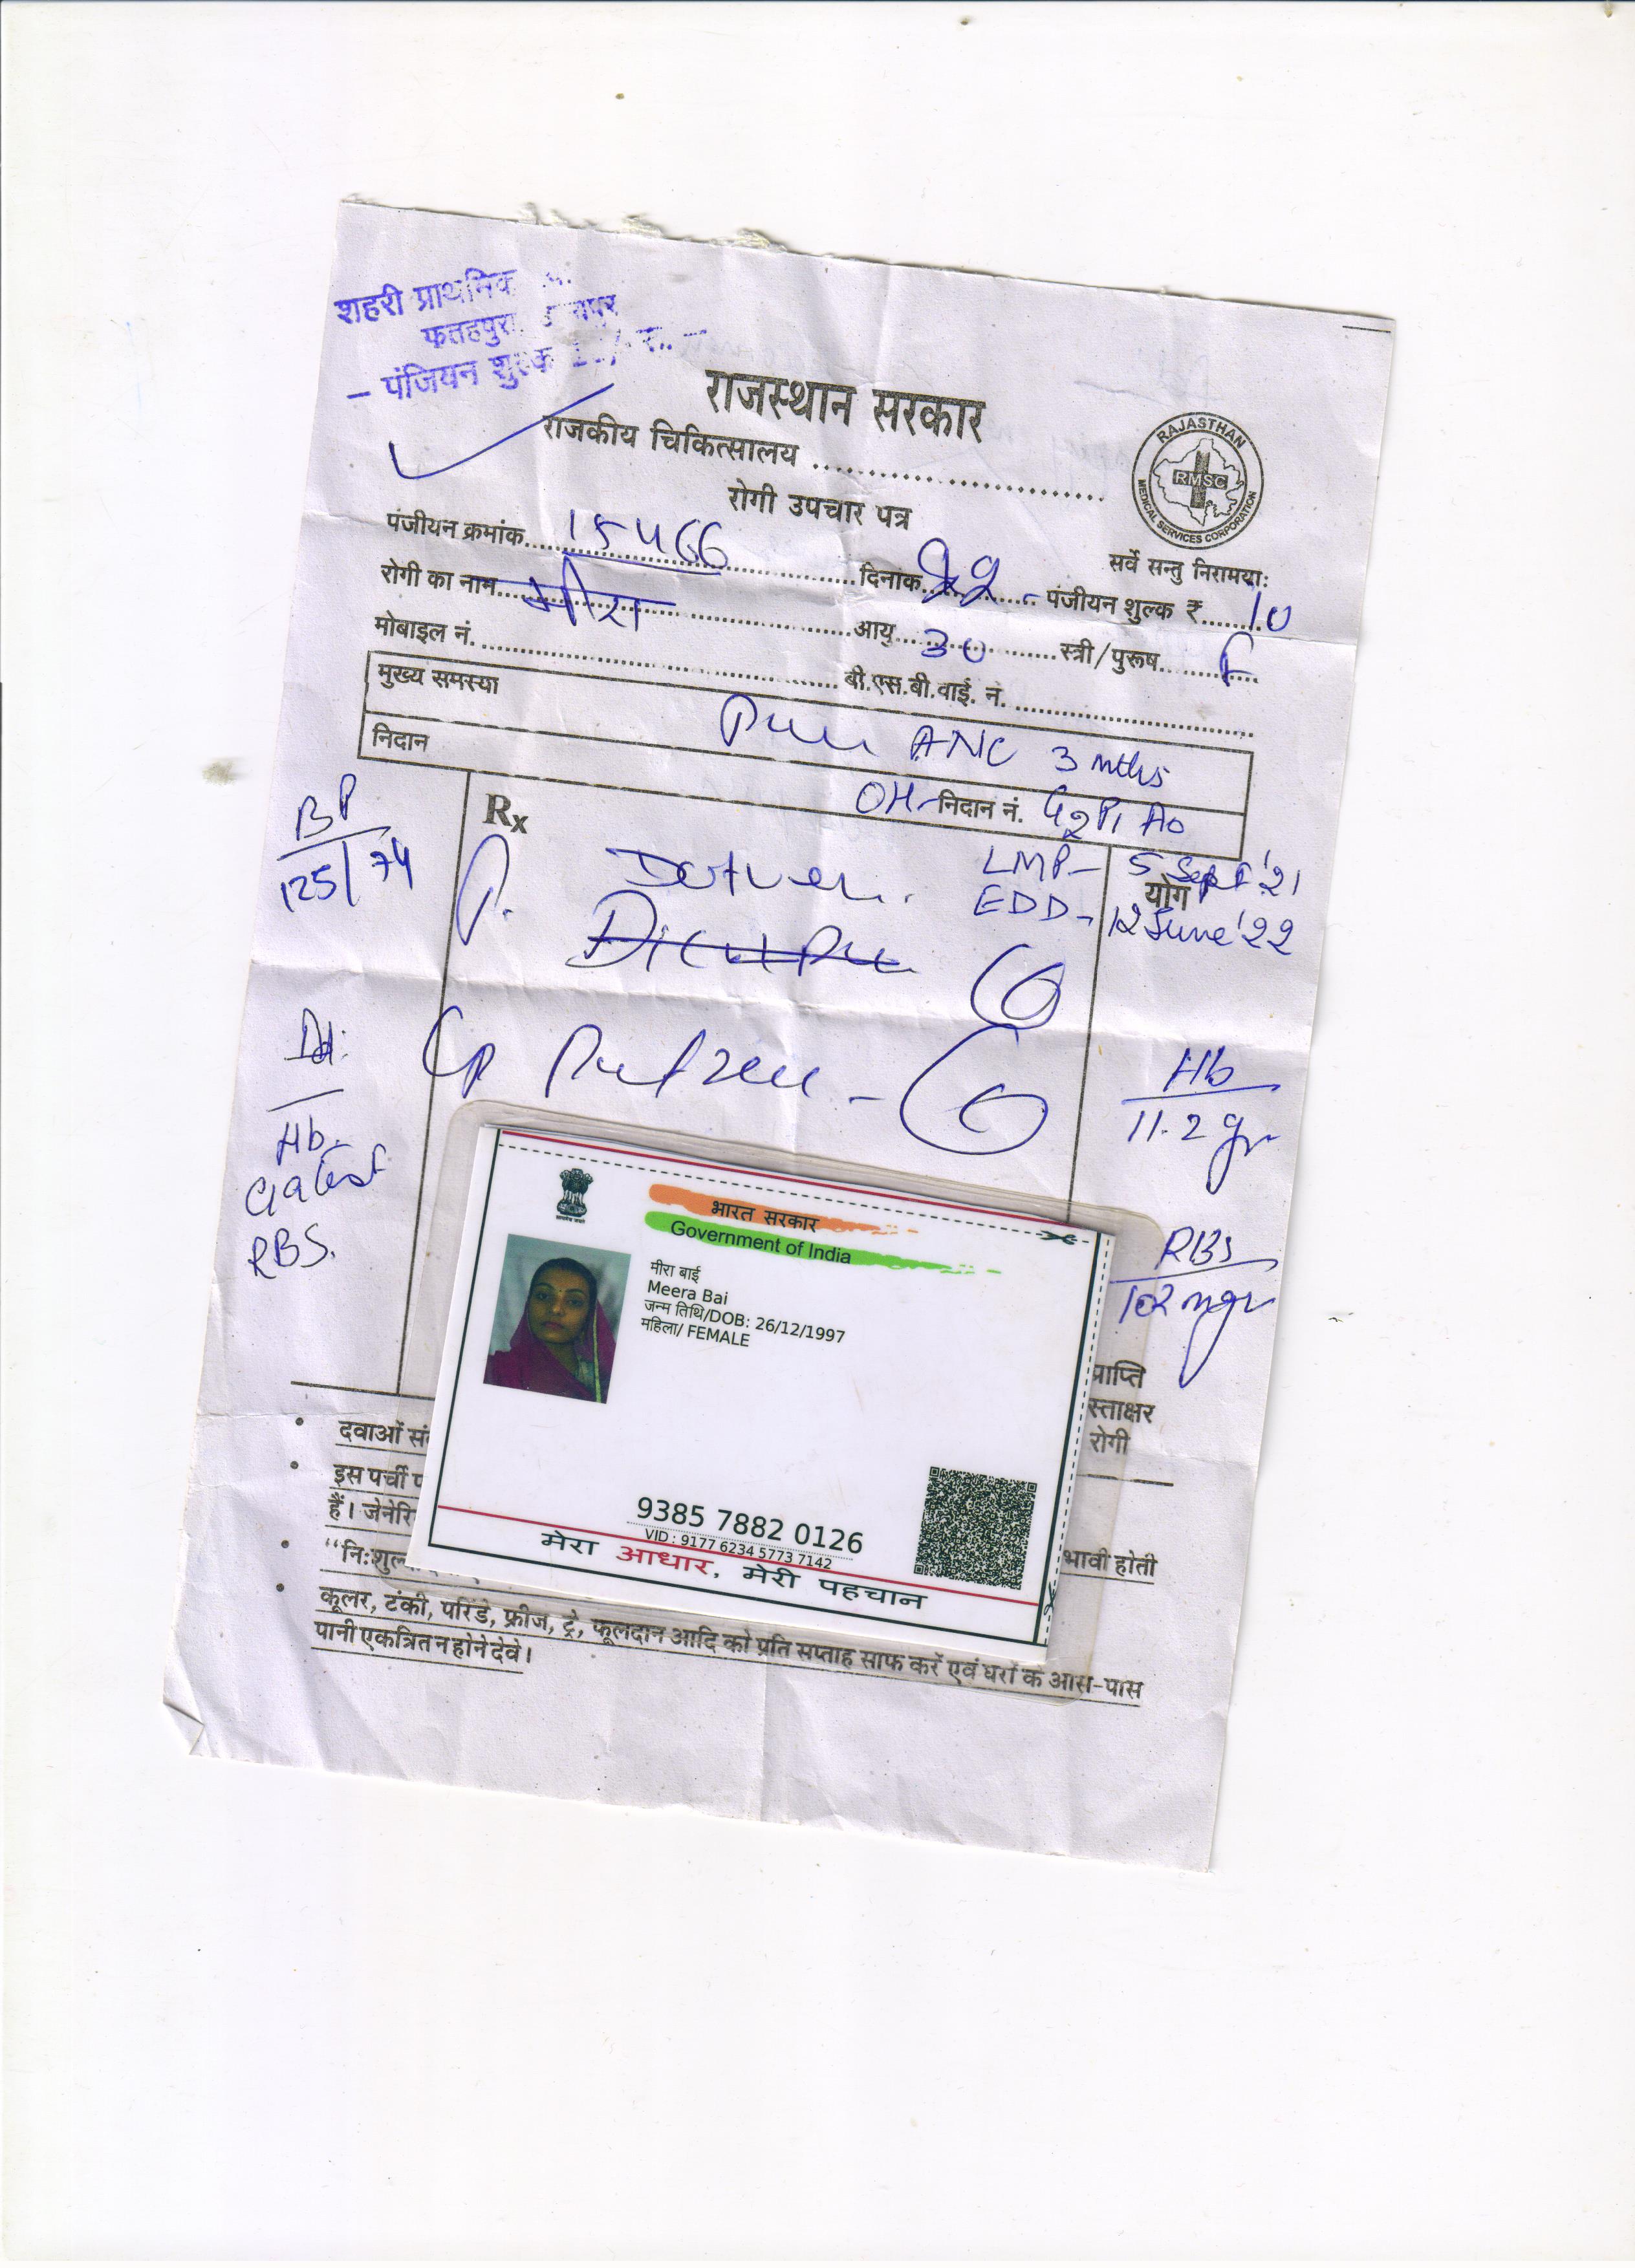 शहरी प्राथमिक
फतहपुरा,
– पंजियन शुल्क
राजस्थान सरकार
राजकीय चिकित्सालय
RAJASTHAN
RMSC
MEDICAL SERVICES CORPORATION
रोगी उपचार पत्र
सर्वे सन्तु निरामयाः
पंजीयन क्रमांक दिनांक पंजीयन शुल्क ₹ 10
रोगी का नाम मीरा आयु 30 स्त्री/पुरूष F
मोबाइल नं. बी.एस.बी.वाई. नं.
मुख्य समस्या ANC 3 mths
निदान OH- निदान नं. G2P1 A0
BP
125/74
Rx
LMP- 5 Sept '21
योग
EDD- 12 June '22
Hb
11.2 gm
Hb
RBS.
RBS
102 mgm
भारत सरकार
Government of India
मीरा बाई
Meera Bai
जन्म तिथि/DOB: 26/12/1997
महिला/ FEMALE
9385 7882 0126
VID : 9177 6234 5773 7142
मेरा आधार, मेरी पहचान
प्राप्ति
स्ताक्षर
रोगी
दवाओं सं
इस पर्ची प
हैं। जेनेरि
भावी होती
“निःशुल
कूलर, टंकी, परिंडे, फ्रीज, ट्रे, फूलदान आदि को प्रति सप्ताह साफ करें एवं घरों के आस-पास
पानी एकत्रित न होने देवे।